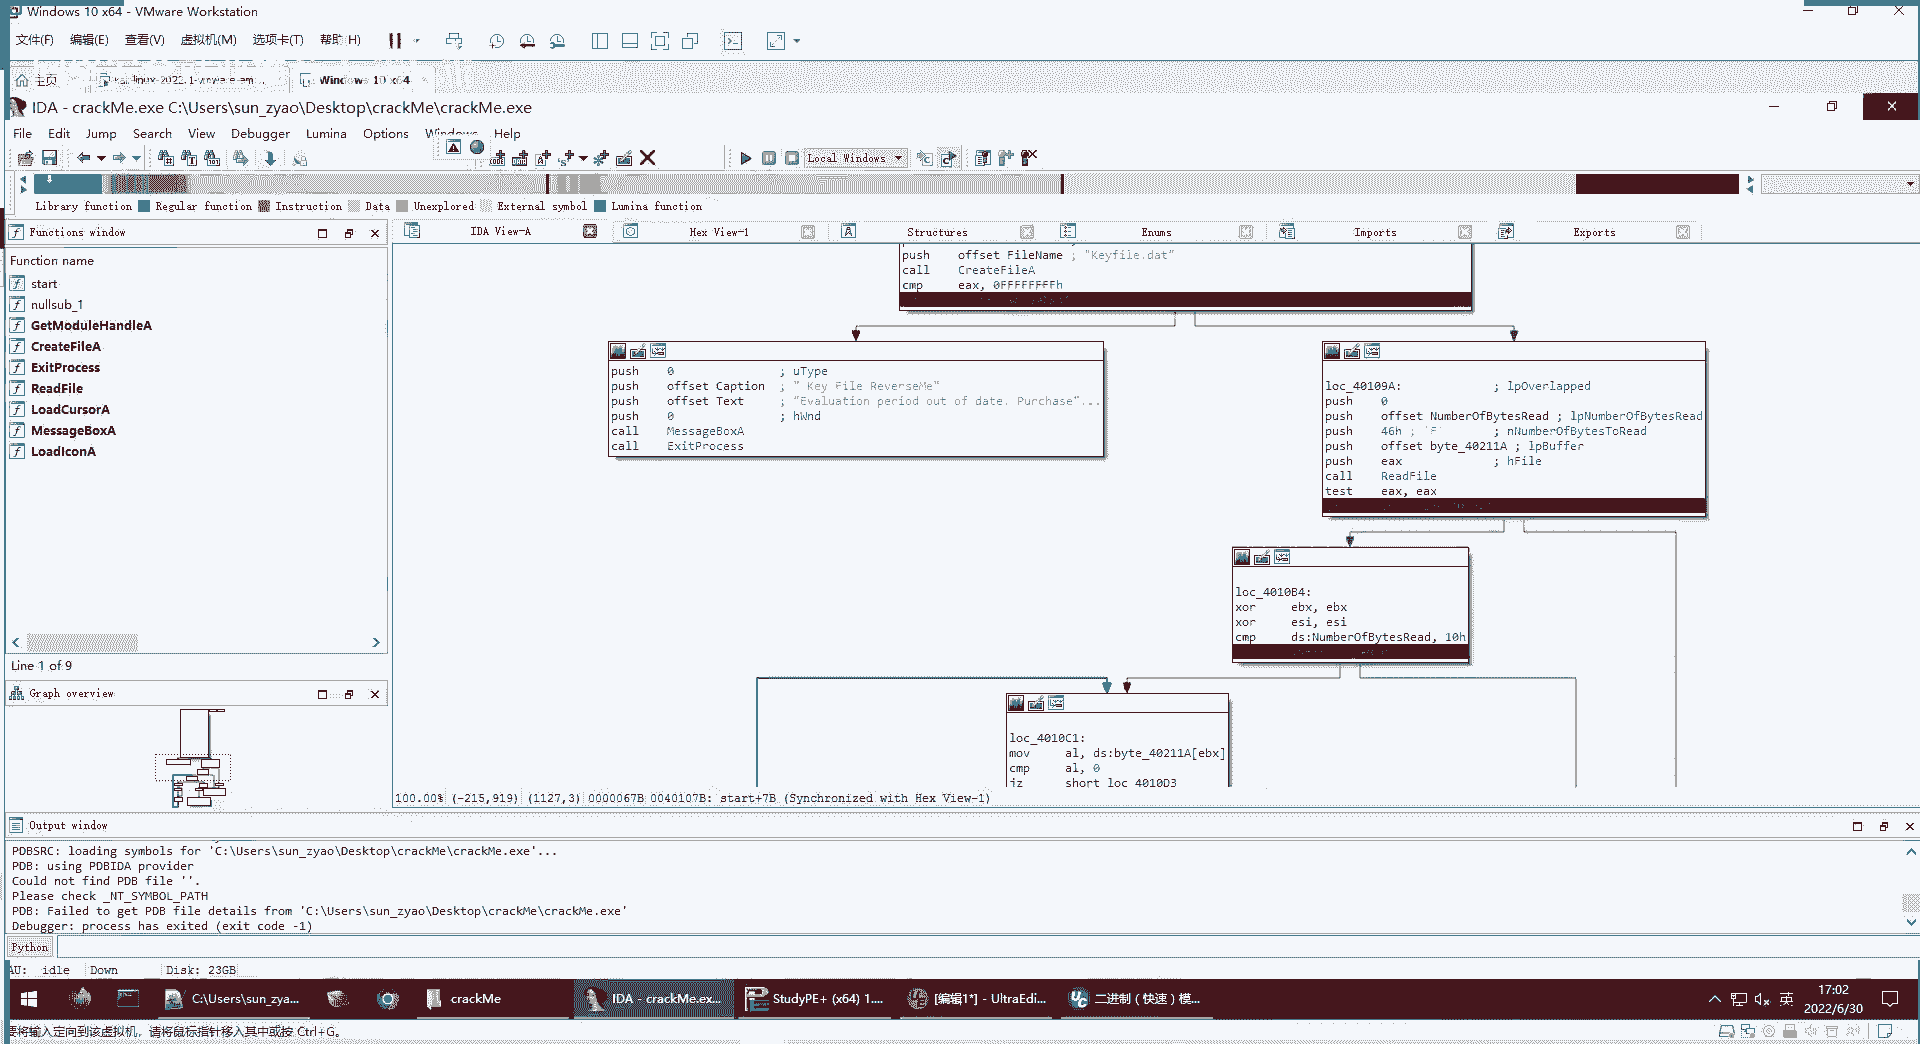 Windows 10 x64 - VMware Workstation
文件(F) 编辑(E) 查看(V) 虚拟机(M) 选项卡(T) 帮助(H)
主页 Windows 10 x64
IDA - crackMe.exe C:\Users\sun_zyao\Desktop\crackMe\crackMe.exe
File Edit Jump Search View Debugger Lumina Options Windows Help
Local Windows
Library function Regular function Instruction Data Unexplored External symbol Lumina function
Functions window
IDA View-A Hex View-1 Structures Enums Imports Exports
Function name
start
nullsub_1
GetModuleHandleA
CreateFileA
ExitProcess
ReadFile
LoadCursorA
MessageBoxA
LoadIconA
Line 1 of 9
Graph overview
push offset FileName ; "Keyfile.dat"
call CreateFileA
cmp eax, 0FFFFFFFFh
push 0 ; uType
push offset Caption ; " Key File ReverseMe"
push offset Text ; "Evaluation period out of date. Purchase"...
push 0 ; hWnd
call MessageBoxA
call ExitProcess
loc_40109A: ; lpOverlapped
push 0
push offset NumberOfBytesRead ; lpNumberOfBytesRead
push 46h ; 'F' ; nNumberOfBytesToRead
push offset byte_40211A ; lpBuffer
push eax ; hFile
call ReadFile
test eax, eax
loc_4010B4:
xor ebx, ebx
xor esi, esi
cmp ds:NumberOfBytesRead, 10h
loc_4010C1:
mov al, ds:byte_40211A[ebx]
cmp al, 0
jz short loc_4010D3
100.00% (-215,919) (1127,3) 0000067B 0040107B: start+7B (Synchronized with Hex View-1)
Output window
PDBSRC: loading symbols for 'C:\Users\sun_zyao\Desktop\crackMe\crackMe.exe'...
PDB: using PDBIDA provider
Could not find PDB file ''.
Please check _NT_SYMBOL_PATH
PDB: Failed to get PDB file details from 'C:\Users\sun_zyao\Desktop\crackMe\crackMe.exe'
Debugger: process has exited (exit code -1)
Python
AU: idle Down Disk: 23GB
C:\Users\sun_zya... crackMe IDA - crackMe.ex... StudyPE+ (x64) 1.... [编辑1*] - UltraEdi... 二进制（快速）模... 英 17:02
2022/6/30
要将输入定向到该虚拟机，请将鼠标指针移入其中或按 Ctrl+G。